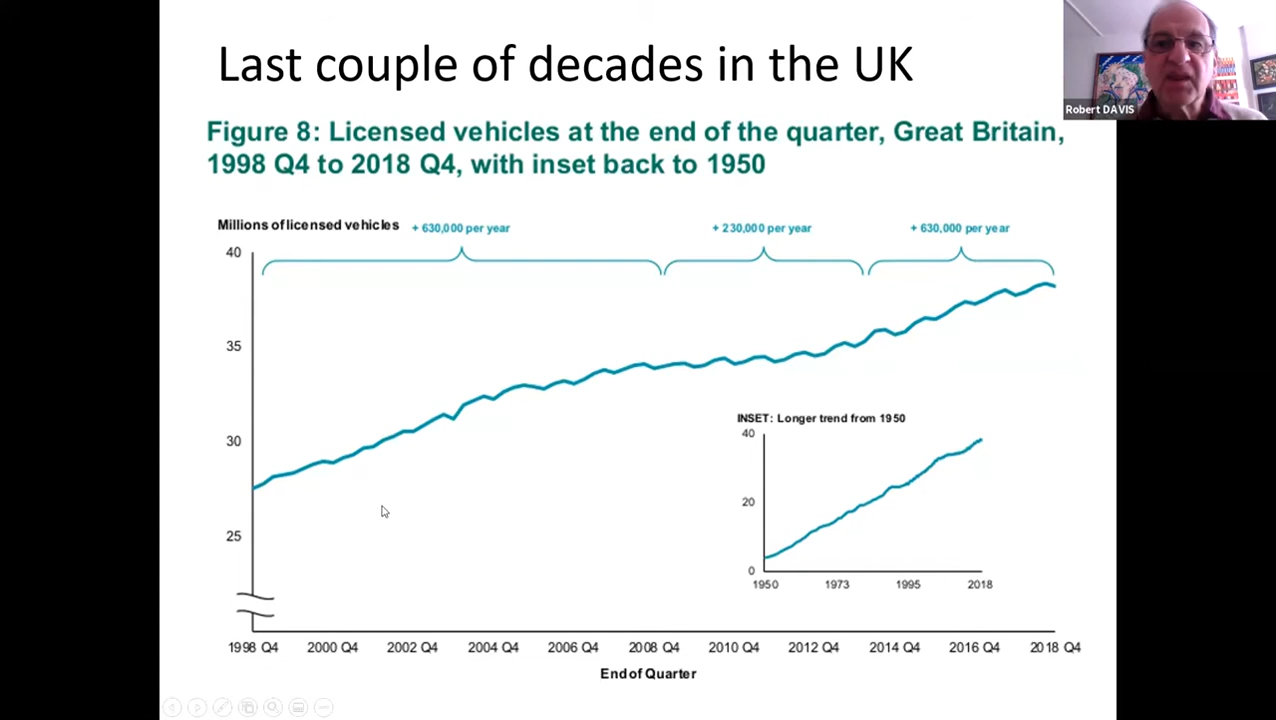 Last couple of decades in the UK
Robert DAVIS
Figure 8: Licensed vehicles at the end of the quarter, Great Britain,
1998 Q4 to 2018 Q4, with inset back to 1950
Millions of licensed vehicles
+ 630,000 per year
+ 230,000 per year
+ 630,000 per year
40
35
30
25
INSET: Longer trend from 1950
40
20
0
1950 1973 1995 2018
1998 Q4 2000 Q4 2002 Q4 2004 Q4 2006 Q4 2008 Q4 2010 Q4 2012 Q4 2014 Q4 2016 Q4 2018 Q4
End of Quarter